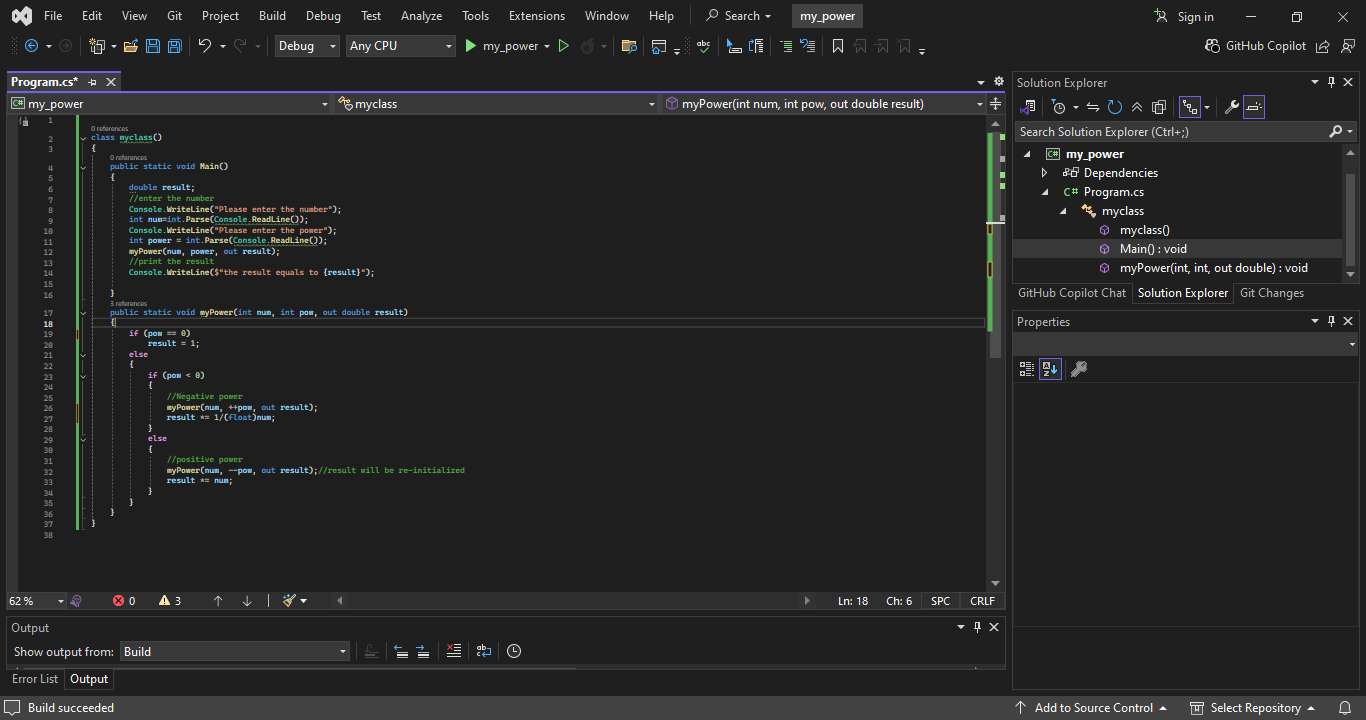 File Edit View Git Project Build Debug Test Analyze Tools Extensions Window Help Search my_power Sign in
Debug Any CPU my_power GitHub Copilot
Program.cs*
my_power myclass myPower(int num, int pow, out double result)
1
0 references
2 class myclass()
3 {
0 references
4 public static void Main()
5 {
6 double result;
7 //enter the number
8 Console.WriteLine("Please enter the number");
9 int num=int.Parse(Console.ReadLine());
10 Console.WriteLine("Please enter the power");
11 int power = int.Parse(Console.ReadLine());
12 myPower(num, power, out result);
13 //print the result
14 Console.WriteLine($"the result equals to {result}");
15
16 }
3 references
17 public static void myPower(int num, int pow, out double result)
18 {
19 if (pow == 0)
20 result = 1;
21 else
22 {
23 if (pow < 0)
24 {
25 //Negative power
26 myPower(num, ++pow, out result);
27 result *= 1/(float)num;
28 }
29 else
30 {
31 //positive power
32 myPower(num, --pow, out result);//result will be re-initialized
33 result *= num;
34 }
35 }
36 }
37 }
38
62 % 0 3 Ln: 18 Ch: 6 SPC CRLF
Output
Show output from: Build
Error List Output
Solution Explorer
Search Solution Explorer (Ctrl+;)
C# my_power
Dependencies
C# Program.cs
myclass
myclass()
Main() : void
myPower(int, int, out double) : void
GitHub Copilot Chat Solution Explorer Git Changes
Properties
Build succeeded Add to Source Control Select Repository